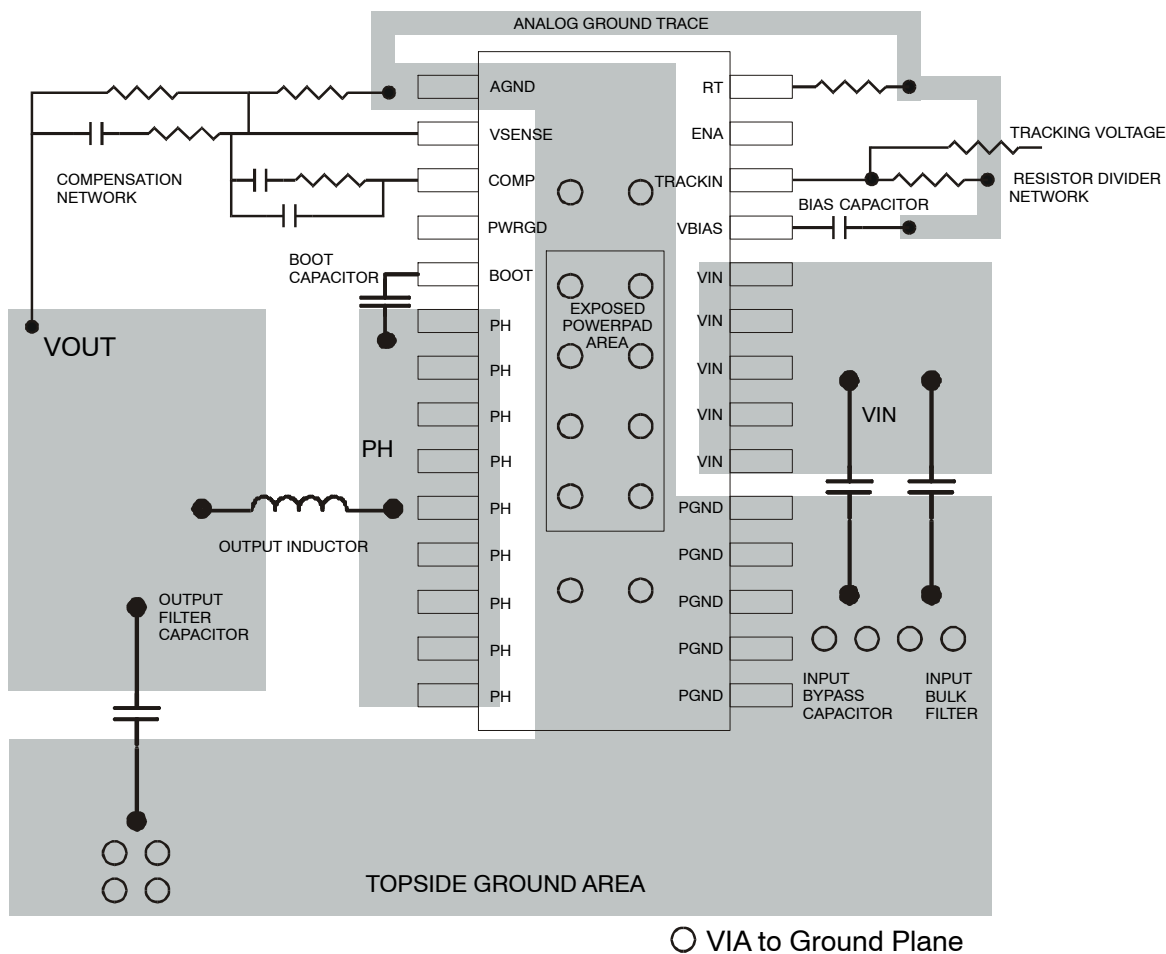 ANALOG GROUND TRACE
AGND
VSENSE
COMP
PWRGD
BOOT
PH
PH
PH
PH
PH
PH
PH
PH
PH
RT
ENA
TRACKIN
VBIAS
VIN
VIN
VIN
VIN
VIN
PGND
PGND
PGND
PGND
PGND
COMPENSATION
NETWORK
BOOT
CAPACITOR
TRACKING VOLTAGE
RESISTOR DIVIDER
NETWORK
BIAS CAPACITOR
EXPOSED
POWERPAD
AREA
VOUT
PH
VIN
OUTPUT INDUCTOR
OUTPUT
FILTER
CAPACITOR
INPUT
BYPASS
CAPACITOR
INPUT
BULK
FILTER
TOPSIDE GROUND AREA
VIA to Ground Plane